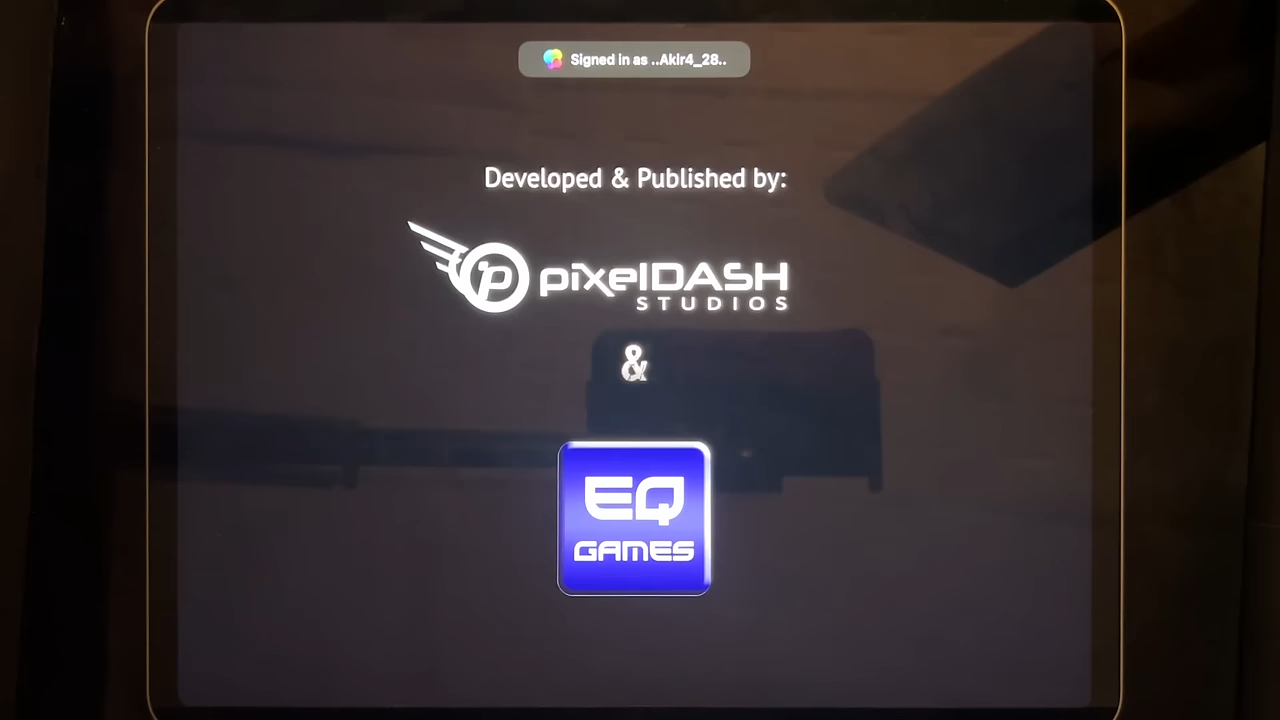 Signed in as ..Akir4_28..
Developed & Published by:
pixelDASH
STUDIOS
&
EQ
GAMES